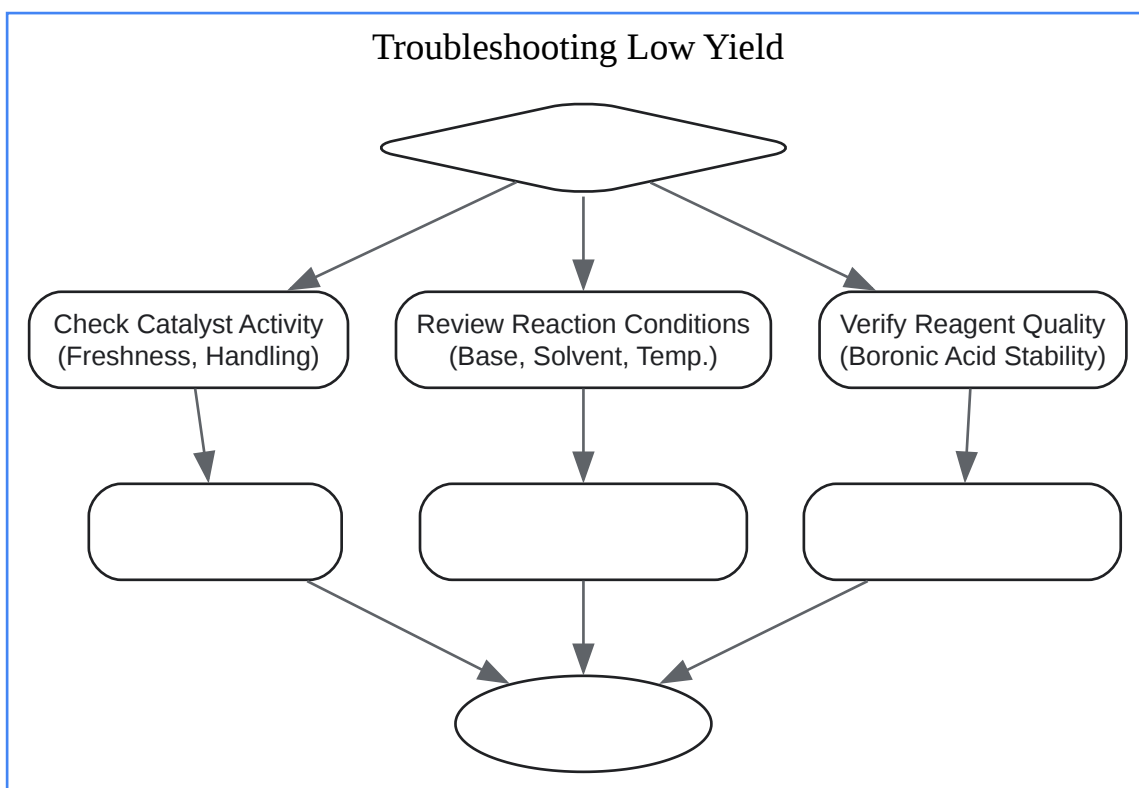 Troubleshooting Low Yield
Check Catalyst Activity
(Freshness, Handling)
Review Reaction Conditions
(Base, Solvent, Temp.)
Verify Reagent Quality
(Boronic Acid Stability)